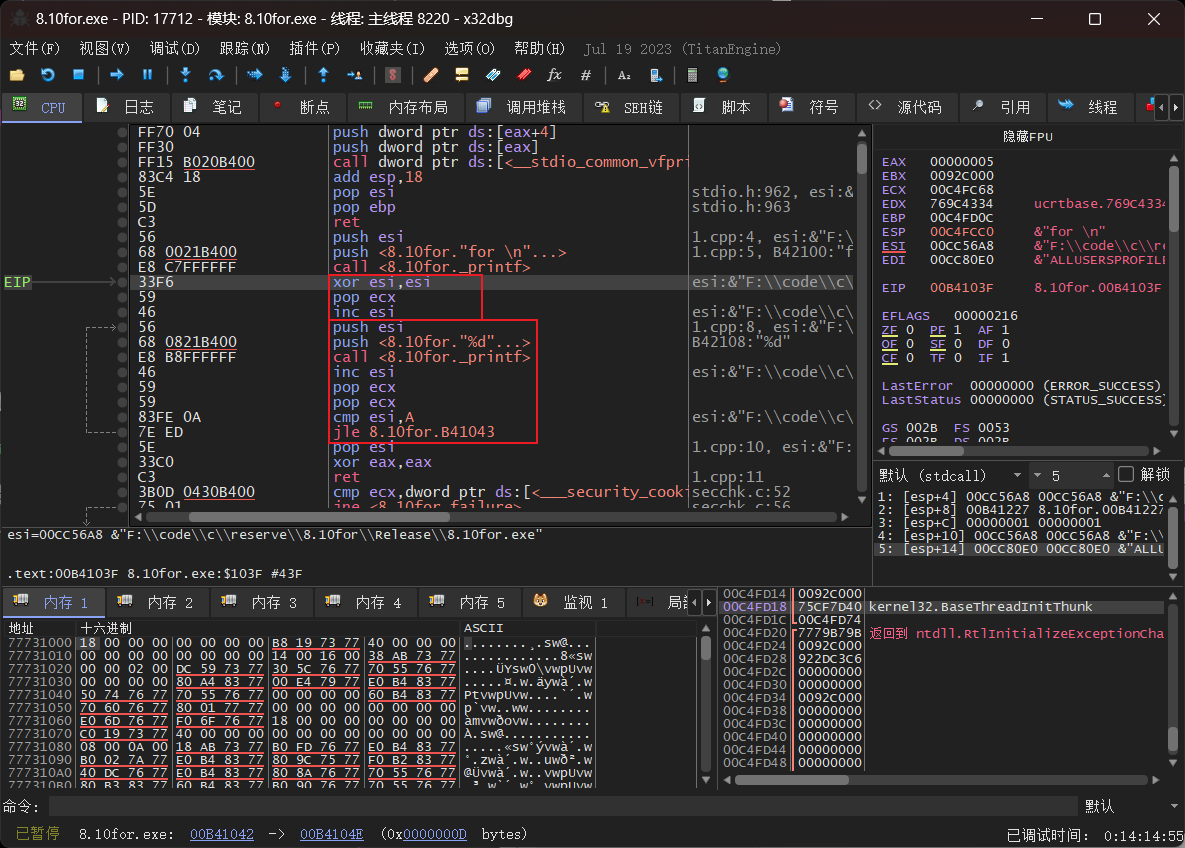 8.10for.exe - PID: 17712 - 模块: 8.10for.exe - 线程: 主线程 8220 - x32dbg
文件(F) 视图(V) 调试(D) 跟踪(N) 插件(P) 收藏夹(I) 选项(O) 帮助(H) Jul 19 2023 (TitanEngine)
CPU 日志 笔记 断点 内存布局 调用堆栈 SEH链 脚本 符号 源代码 引用 线程
FF70 04 push dword ptr ds:[eax+4]
FF30 push dword ptr ds:[eax]
FF15 B020B400 call dword ptr ds:[<__stdio_common_vfpri
83C4 18 add esp,18
5E pop esi stdio.h:962, esi:&
5D pop ebp stdio.h:963
C3 ret
56 push esi 1.cpp:4, esi:&"F:\
68 0021B400 push <8.10for."for \n"...> 1.cpp:5, B42100:"f
E8 C7FFFFFF call <8.10for._printf>
EIP 33F6 xor esi,esi esi:&"F:\\code\\c\
59 pop ecx
46 inc esi esi:&"F:\\code\\c\
56 push esi 1.cpp:8, esi:&"F:\
68 0821B400 push <8.10for."%d"...> B42108:"%d"
E8 B8FFFFFF call <8.10for._printf>
46 inc esi esi:&"F:\\code\\c\
59 pop ecx
59 pop ecx
83FE 0A cmp esi,A esi:&"F:\\code\\c\
7E ED jle 8.10for.B41043
5E pop esi 1.cpp:10, esi:&"F:
33C0 xor eax,eax
C3 ret 1.cpp:11
3B0D 0430B400 cmp ecx,dword ptr ds:[<___security_cooki secchk.c:52
75 01 jne <8.10for.failure> secchk.c:56
隐藏FPU
EAX 00000005
EBX 0092C000
ECX 00C4FC68
EDX 769C4334 ucrtbase.769C4334
EBP 00C4FD0C
ESP 00C4FCC0 &"for \n"
ESI 00CC56A8 &"F:\\code\\c\\re
EDI 00CC80E0 &"ALLUSERSPROFILE
EIP 00B4103F 8.10for.00B4103F
EFLAGS 00000216
ZF 0 PF 1 AF 1
OF 0 SF 0 DF 0
CF 0 TF 0 IF 1
LastError 00000000 (ERROR_SUCCESS)
LastStatus 00000000 (STATUS_SUCCESS)
GS 002B FS 0053
ES 002B DS 002B
默认 (stdcall) 5 解锁
1: [esp+4] 00CC56A8 00CC56A8 &"F:\\c
2: [esp+8] 00B41227 8.10for.00B41227
3: [esp+C] 00000001 00000001
4: [esp+10] 00CC56A8 00CC56A8 &"F:\\
5: [esp+14] 00CC80E0 00CC80E0 &"ALLU
esi=00CC56A8 &"F:\\code\\c\\reserve\\8.10for\\Release\\8.10for.exe"
.text:00B4103F 8.10for.exe:$103F #43F
内存 1 内存 2 内存 3 内存 4 内存 5 监视 1
地址 十六进制 ASCII
77731000 18 00 00 00 00 00 00 00 B8 19 73 77 40 00 00 00
77731010 00 00 00 00 00 00 00 00 14 00 16 00 38 AB 73 77
77731020 00 00 02 00 DC 59 73 77 30 5C 76 77 70 55 76 77
77731030 00 00 00 00 80 A4 83 77 00 E4 79 77 E0 B4 83 77
77731040 50 74 76 77 70 55 76 77 00 00 00 00 60 B4 83 77
77731050 70 60 76 77 80 01 77 77 00 00 00 00 00 00 00 00
77731060 E0 6D 76 77 F0 6F 76 77 18 00 00 00 00 00 00 00
77731070 C0 19 73 77 40 00 00 00 00 00 00 00 00 00 00 00
77731080 08 00 0A 00 18 AB 73 77 B0 FD 76 77 E0 B4 83 77
77731090 B0 02 7A 77 E0 B4 83 77 80 9C 75 77 F0 B2 83 77
777310A0 40 DC 76 77 E0 B4 83 77 80 8A 76 77 70 55 76 77
777310B0 80 B3 83 77 60 B4 83 77 B0 90 76 77 70 55 76 77
00C4FD14 0092C000
00C4FD18 75CF7D40 kernel32.BaseThreadInitThunk
00C4FD1C 00C4FD74
00C4FD20 7779B79B 返回到 ntdll.RtlInitializeExceptionCha
00C4FD24 0092C000
00C4FD28 922DC3C6
00C4FD2C 00000000
00C4FD30 00000000
00C4FD34 0092C000
00C4FD38 00000000
00C4FD3C 00000000
00C4FD40 00000000
00C4FD44 00000000
00C4FD48 00000000
命令: 默认
已暂停 8.10for.exe: 00B41042 -> 00B4104E (0x0000000D bytes) 已调试时间: 0:14:14:55